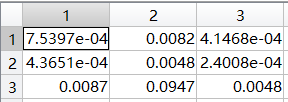 1 2 3
1 7.5397e-04 0.0082 4.1468e-04
2 4.3651e-04 0.0048 2.4008e-04
3 0.0087 0.0947 0.0048